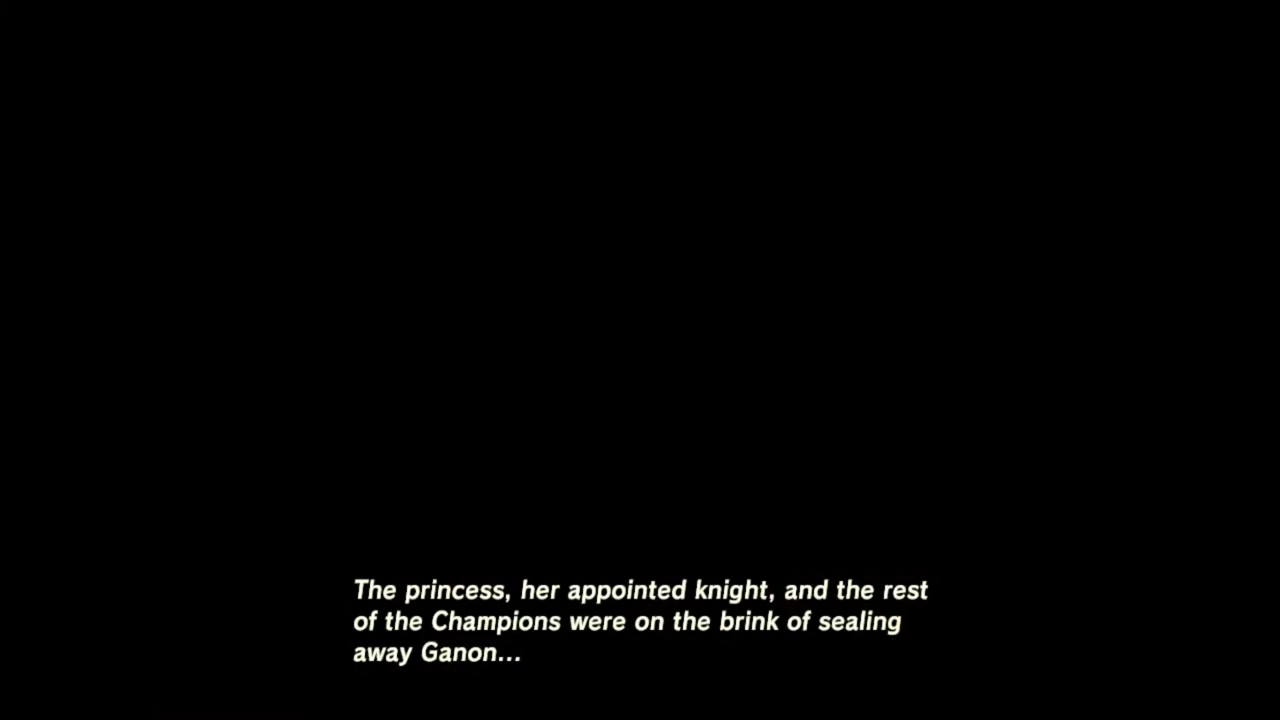 The princess, her appointed knight, and the rest
of the Champions were on the brink of sealing
away Ganon...